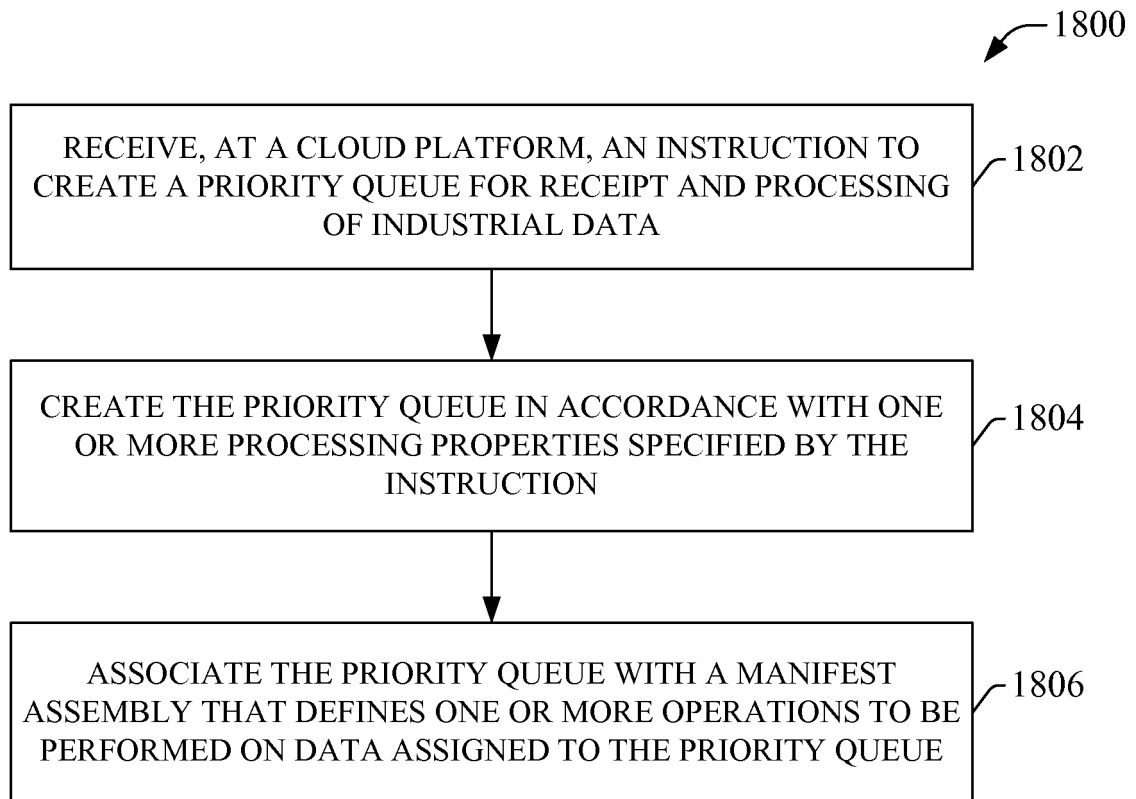 1800
RECEIVE, AT A CLOUD PLATFORM, AN INSTRUCTION TO
CREATE A PRIORITY QUEUE FOR RECEIPT AND PROCESSING
OF INDUSTRIAL DATA
1802
CREATE THE PRIORITY QUEUE IN ACCORDANCE WITH ONE
OR MORE PROCESSING PROPERTIES SPECIFIED BY THE
INSTRUCTION
1804
ASSOCIATE THE PRIORITY QUEUE WITH A MANIFEST
ASSEMBLY THAT DEFINES ONE OR MORE OPERATIONS TO BE
PERFORMED ON DATA ASSIGNED TO THE PRIORITY QUEUE
1806